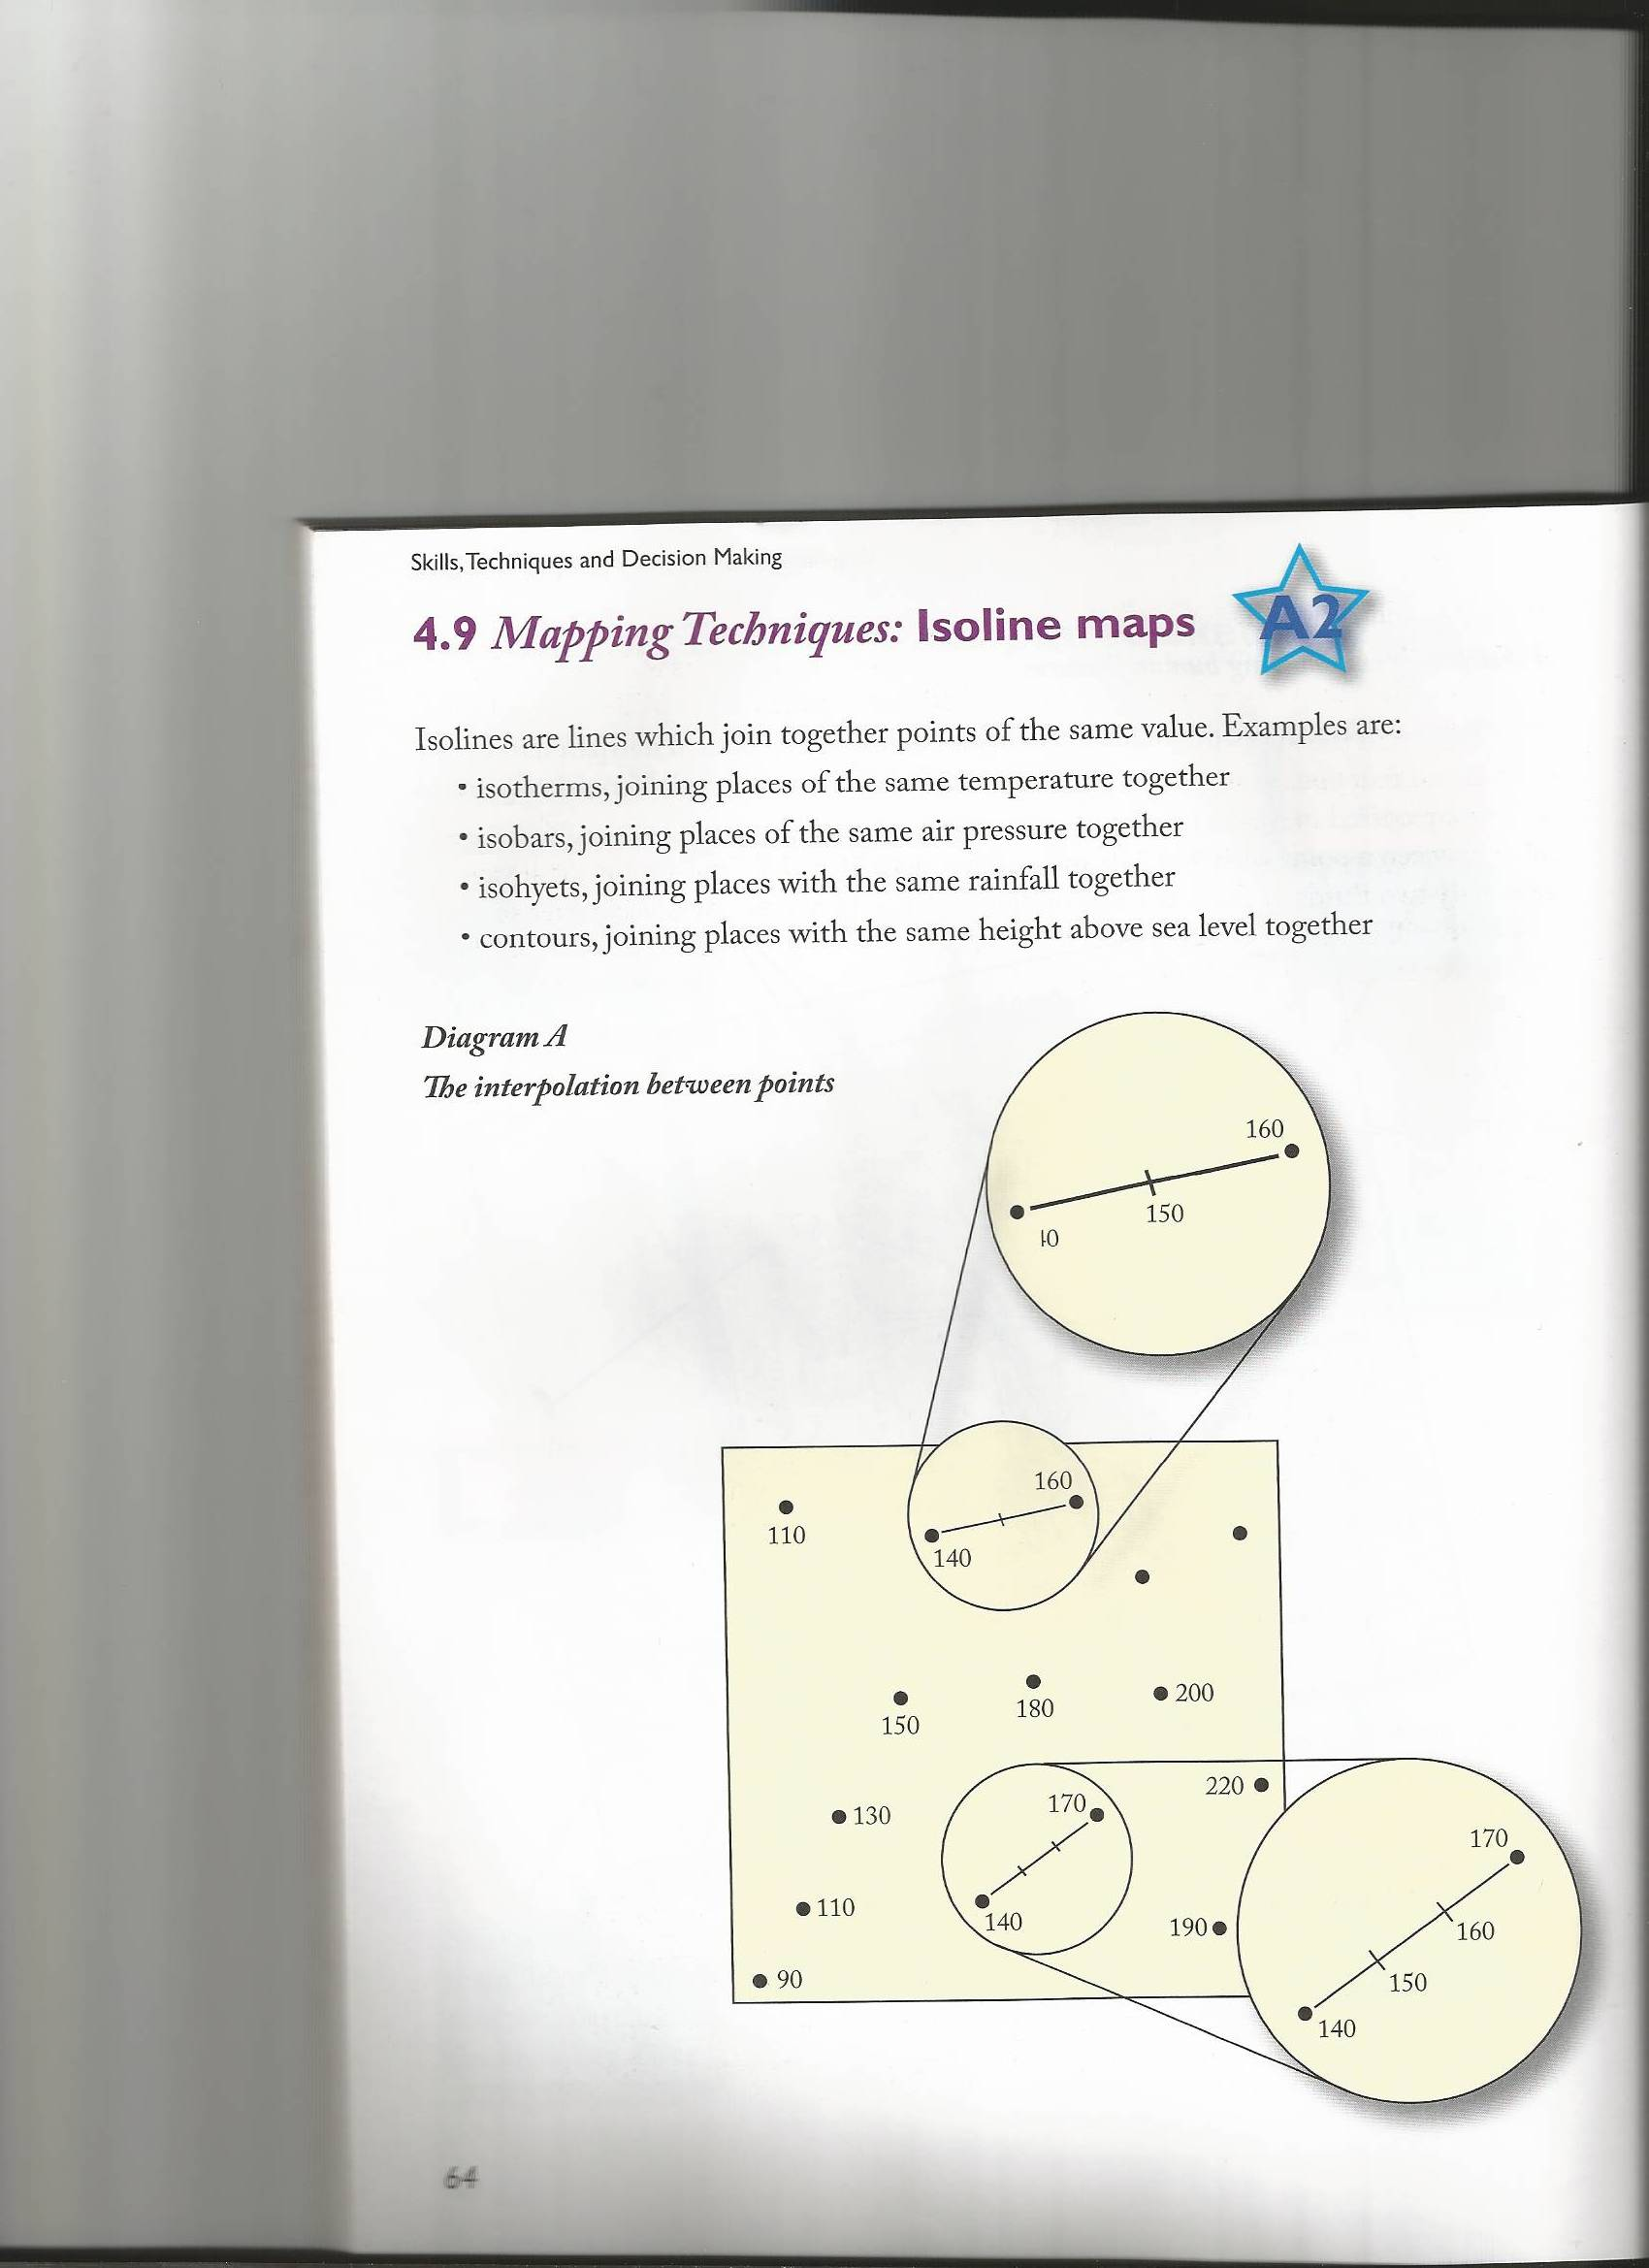 Skills, Techniques and Decision Making
4.9 Mapping Techniques: Isoline maps
A2
Isolines are lines which join together points of the same value. Examples are:
• isotherms, joining places of the same temperature together
• isobars, joining places of the same air pressure together
• isohyets, joining places with the same rainfall together
• contours, joining places with the same height above sea level together
Diagram A
The interpolation between points
160
150
40
160
110
140
180
200
150
220
170
130
170
110
140
190
160
90
150
140
64